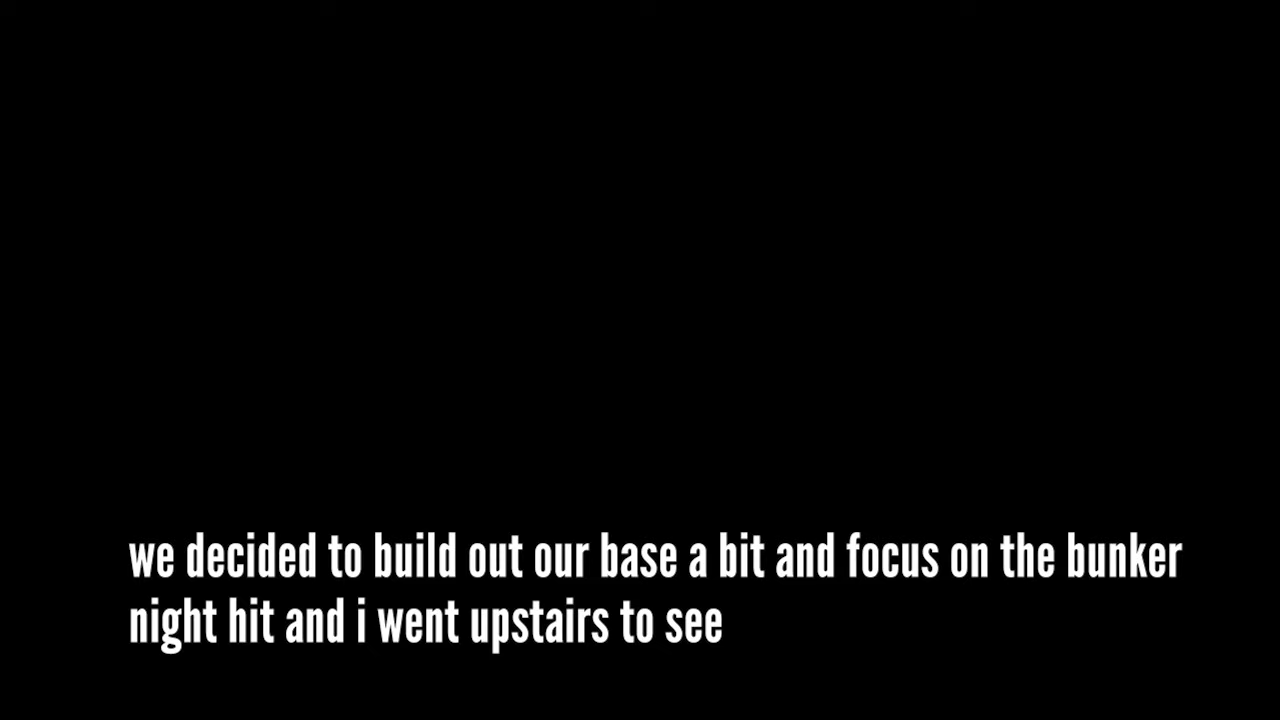 we decided to build out our base a bit and focus on the bunker
night hit and i went upstairs to see